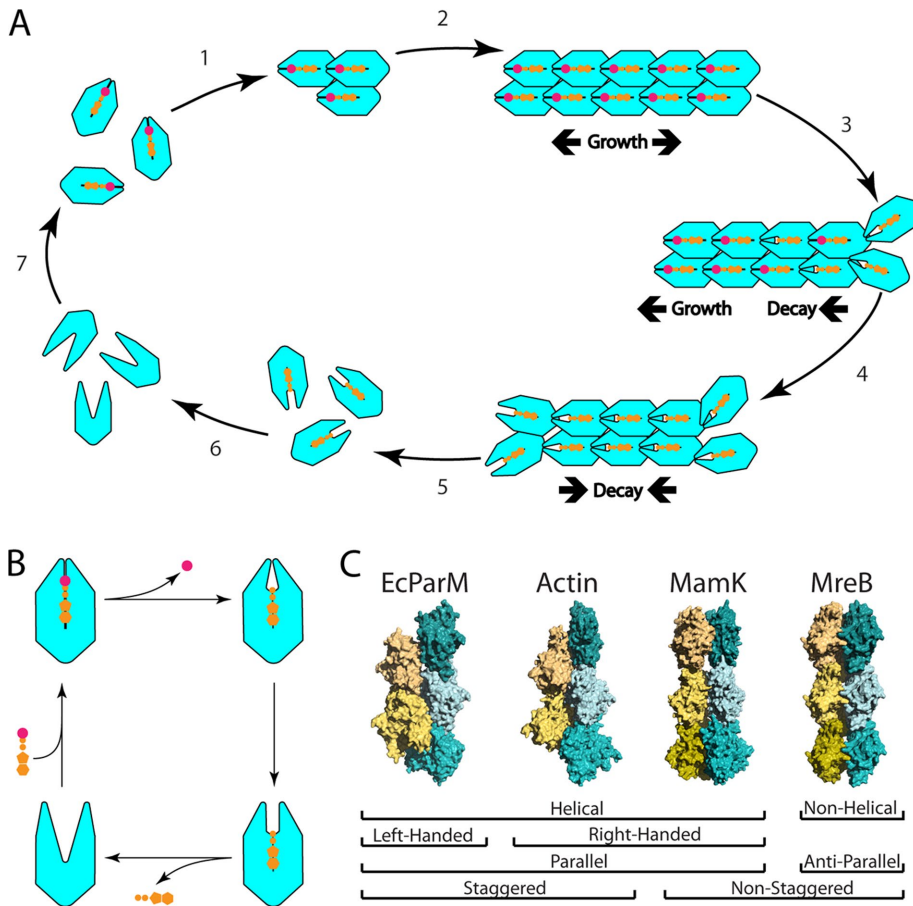 A
1
2
3
Growth
7
Growth Decay
4
6
5
Decay
B
C
EcParM Actin MamK MreB
Helical Non-Helical
Left-Handed Right-Handed
Parallel Anti-Parallel
Staggered Non-Staggered